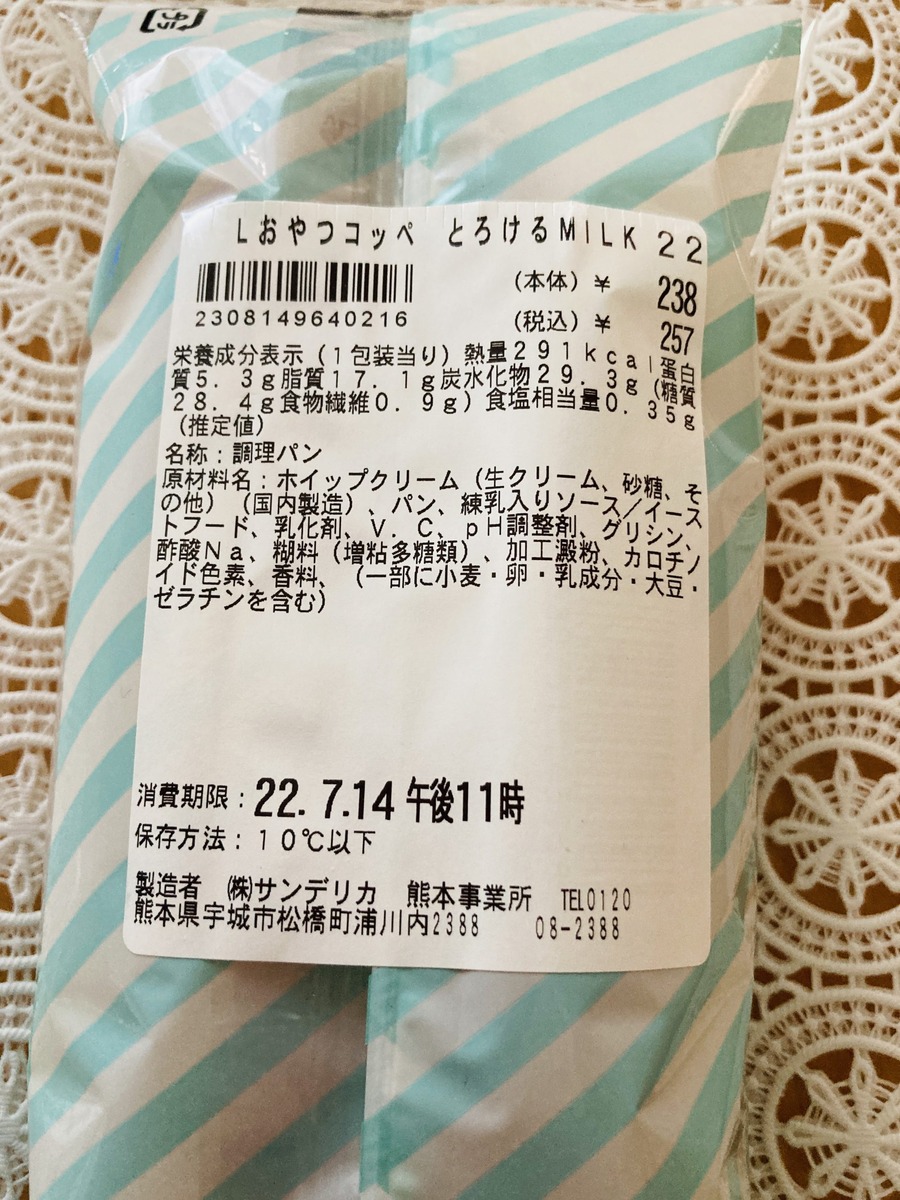 プラ
Lおやつコッペ とろけるMILK22
(本体)¥ 238
2308149640216
(税込)¥ 257
栄養成分表示(1包装当り)熱量291kcal蛋白
質5.3g脂質17.1g炭水化物29.3g(糖質
28.4g食物繊維0.9g)食塩相当量0.35g
(推定値)
名称:調理パン
原材料名:ホイップクリーム(生クリーム、砂糖、そ
の他)(国内製造)、パン、練乳入りソース/イース
トフード、乳化剤、V.C、pH調整剤、グリシン、
酢酸Na、糊料(増粘多糖類)、加工澱粉、カロチノ
イド色素、香料、(一部に小麦・卵・乳成分・大豆・
ゼラチンを含む)
消費期限:22.7.14午後11時
保存方法:10℃以下
製造者 ㈱サンデリカ 熊本事業所 TEL0120
熊本県宇城市松橋町浦川内2388 08-2388